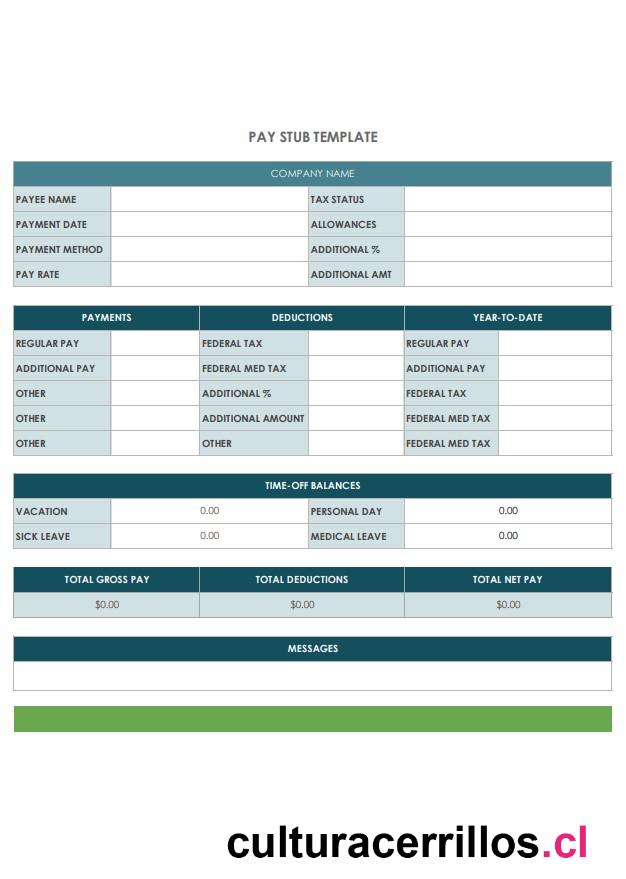 PAY STUB TEMPLATE
COMPANY NAME
PAYEE NAME TAX STATUS
PAYMENT DATE ALLOWANCES
PAYMENT METHOD ADDITIONAL %
PAY RATE ADDITIONAL AMT
PAYMENTS DEDUCTIONS YEAR-TO-DATE
REGULAR PAY FEDERAL TAX REGULAR PAY
ADDITIONAL PAY FEDERAL MED TAX ADDITIONAL PAY
OTHER ADDITIONAL % FEDERAL TAX
OTHER ADDITIONAL AMOUNT FEDERAL MED TAX
OTHER OTHER FEDERAL MED TAX
TIME-OFF BALANCES
VACATION 0.00 PERSONAL DAY 0.00
SICK LEAVE 0.00 MEDICAL LEAVE 0.00
TOTAL GROSS PAY TOTAL DEDUCTIONS TOTAL NET PAY
$0.00 $0.00 $0.00
MESSAGES
culturacerrillos.cl